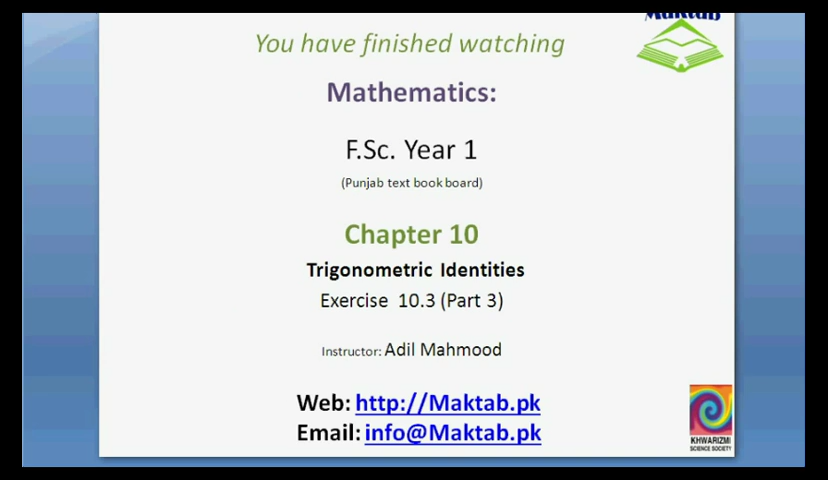 Maktab
You have finished watching
Mathematics:
F.Sc. Year 1
(Punjab text book board)
Chapter 10
Trigonometric Identities
Exercise 10.3 (Part 3)
Instructor: Adil Mahmood
Web: http://Maktab.pk
Email: info@Maktab.pk
KHWARIZMI
SCIENCE SOCIETY